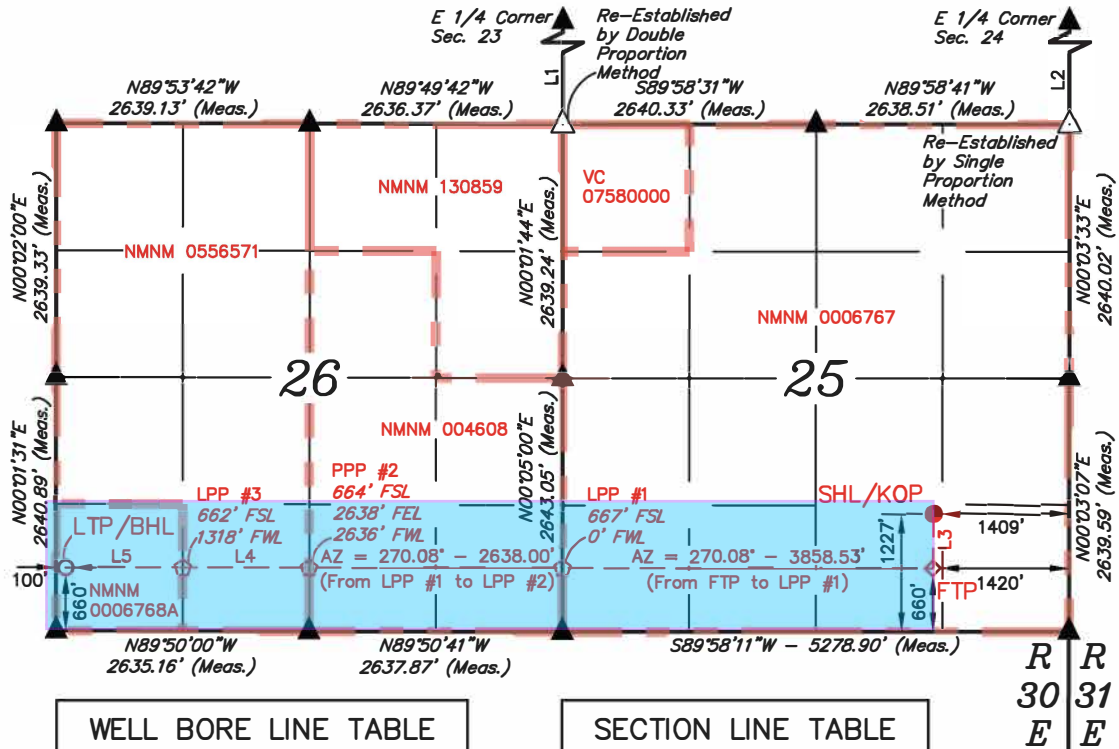 E 1/4 Corner
Sec. 23
Re-Established
by Double
Proportion
Method
E 1/4 Corner
Sec. 24
L1
L2
N89°53'42"W
2639.13' (Meas.)
N89°49'42"W
2636.37' (Meas.)
S89°58'31"W
2640.33' (Meas.)
N89°58'41"W
2638.51' (Meas.)
Re-Established
by Single
Proportion
Method
N00°02'00"E
2639.33' (Meas.)
NMNM 130859
VC
07580000
NMNM 0556571
N00°01'44"E
2639.24' (Meas.)
N00°03'33"E
2640.02' (Meas.)
NMNM 0006767
26
25
NMNM 004608
N00°01'31"E
2640.89' (Meas.)
N00°05'00"E
2643.05' (Meas.)
N00°03'07"E
2639.59' (Meas.)
PPP #2
664' FSL
2638' FEL
2636' FWL
LPP #3
662' FSL
1318' FWL
LPP #1
667' FSL
0' FWL
SHL/KOP
1409'
1227'
L3
LTP/BHL
L5
L4
AZ = 270.08° - 2638.00'
(From LPP #1 to LPP #2)
AZ = 270.08° - 3858.53'
(From FTP to LPP #1)
100'
660'
NMNM
0006768A
FTP
1420'
660'
N89°50'00"W
2635.16' (Meas.)
N89°50'41"W
2637.87' (Meas.)
S89°58'11"W - 5278.90' (Meas.)
R R
30 31
E E
WELL BORE LINE TABLE
SECTION LINE TABLE